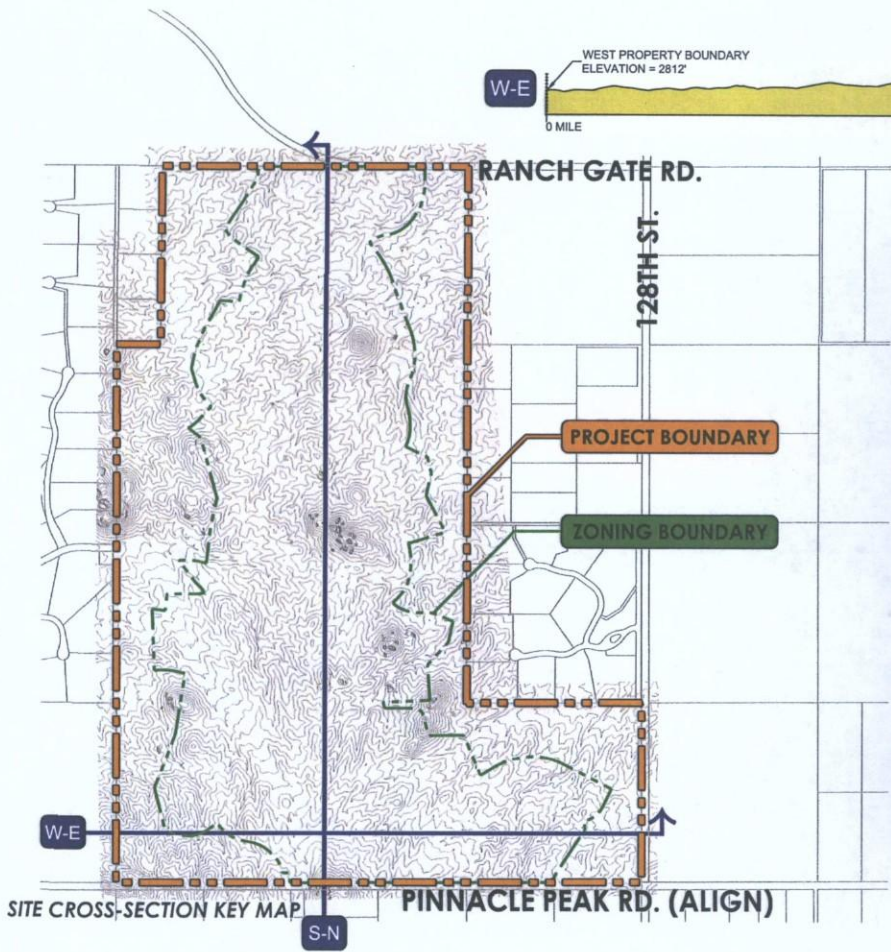 WEST PROPERTY BOUNDARY
ELEVATION = 2812'
W-E
0 MILE
RANCH GATE RD.
128TH ST.
PROJECT BOUNDARY
ZONING BOUNDARY
W-E
SITE CROSS-SECTION KEY MAP
PINNACLE PEAK RD. (ALIGN)
S-N